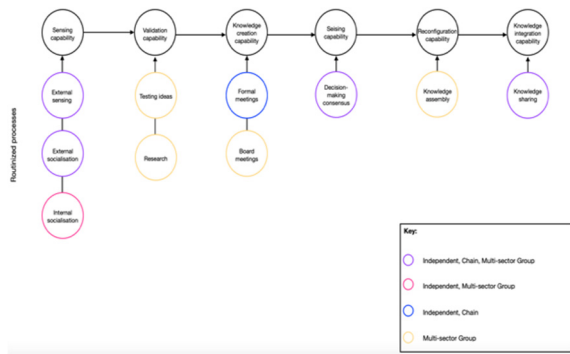 Sensing
capability
Validation
capability
Knowledge
creation
capability
Seising
capability
Reconfiguration
capability
Knowledge
integration
capability
External
sensing
Testing ideas
Formal
meetings
Decision-
making
consensus
Knowledge
assembly
Knowledge
sharing
External
socialisation
Research
Board
meetings
Internal
socialisation
Routinized processes
Key:
Independent, Chain, Multi-sector Group
Independent, Multi-sector Group
Independent, Chain
Multi-sector Group